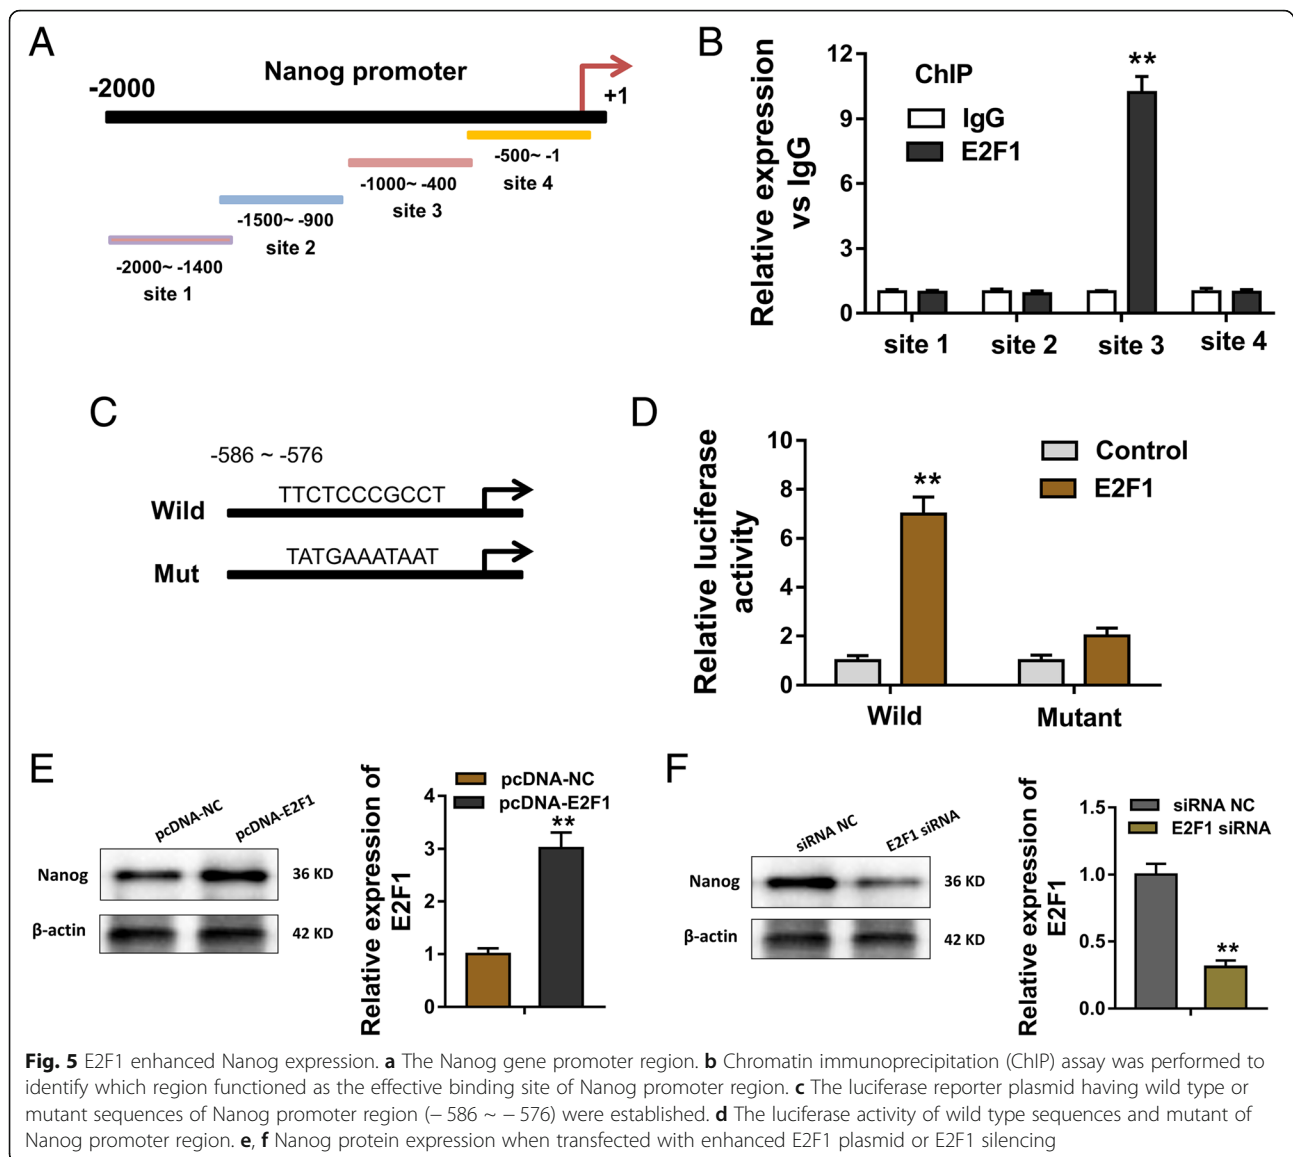 A
Nanog promoter
-2000
+1
-500~ -1
site 4
-1000~ -400
site 3
-1500~ -900
site 2
-2000~ -1400
site 1
B
Relative expression
vs IgG
12
9
6
3
0
ChIP
IgG
E2F1
**
site 1
site 2
site 3
site 4
C
-586 ~ -576
Wild
TTCTCCCGCCT
Mut
TATGAAATAAT
D
Relative luciferase
activity
10
8
6
4
2
0
Control
E2F1
**
Wild
Mutant
E
pcDNA-NC
pcDNA-E2F1
Nanog
36 KD
β-actin
42 KD
Relative expression of
E2F1
4
3
2
1
0
pcDNA-NC
pcDNA-E2F1
**
F
siRNA NC
E2F1 siRNA
Nanog
36 KD
β-actin
42 KD
Relative expression of
E2F1
1.5
1.0
0.5
0.0
siRNA NC
E2F1 siRNA
**
Fig. 5 E2F1 enhanced Nanog expression. a The Nanog gene promoter region. b Chromatin immunoprecipitation (ChIP) assay was performed to
identify which region functioned as the effective binding site of Nanog promoter region. c The luciferase reporter plasmid having wild type or
mutant sequences of Nanog promoter region (− 586 ~ − 576) were established. d The luciferase activity of wild type sequences and mutant of
Nanog promoter region. e, f Nanog protein expression when transfected with enhanced E2F1 plasmid or E2F1 silencing